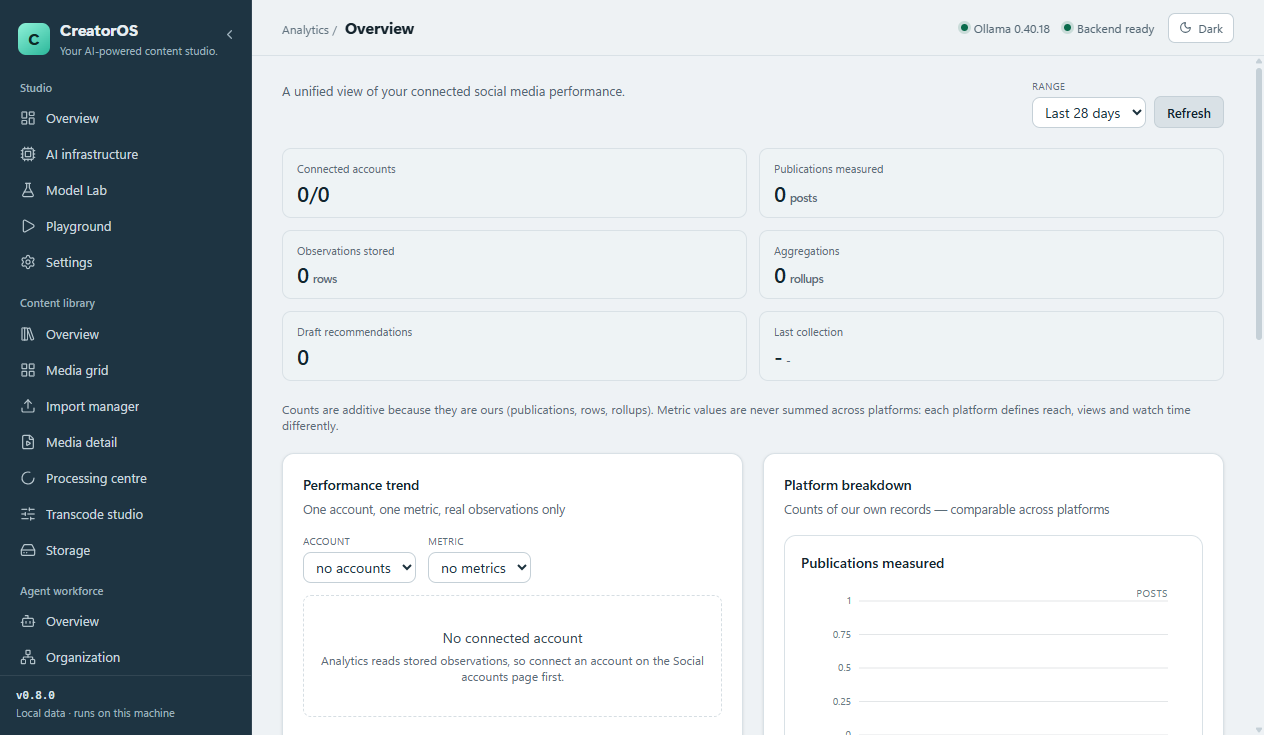 C
CreatorOS
Your AI-powered content studio.
Studio
Overview
AI infrastructure
Model Lab
Playground
Settings
Content library
Overview
Media grid
Import manager
Media detail
Processing centre
Transcode studio
Storage
Agent workforce
Overview
Organization
v0.8.0
Local data · runs on this machine
Analytics / Overview
Ollama 0.40.18
Backend ready
Dark
A unified view of your connected social media performance.
RANGE
Last 28 days
Refresh
Connected accounts
0/0
Publications measured
0 posts
Observations stored
0 rows
Aggregations
0 rollups
Draft recommendations
0
Last collection
- -
Counts are additive because they are ours (publications, rows, rollups). Metric values are never summed across platforms: each platform defines reach, views and watch time
differently.
Performance trend
One account, one metric, real observations only
ACCOUNT
METRIC
no accounts
no metrics
No connected account
Analytics reads stored observations, so connect an account on the Social
accounts page first.
Platform breakdown
Counts of our own records — comparable across platforms
Publications measured
POSTS
1
0.75
0.5
0.25
0